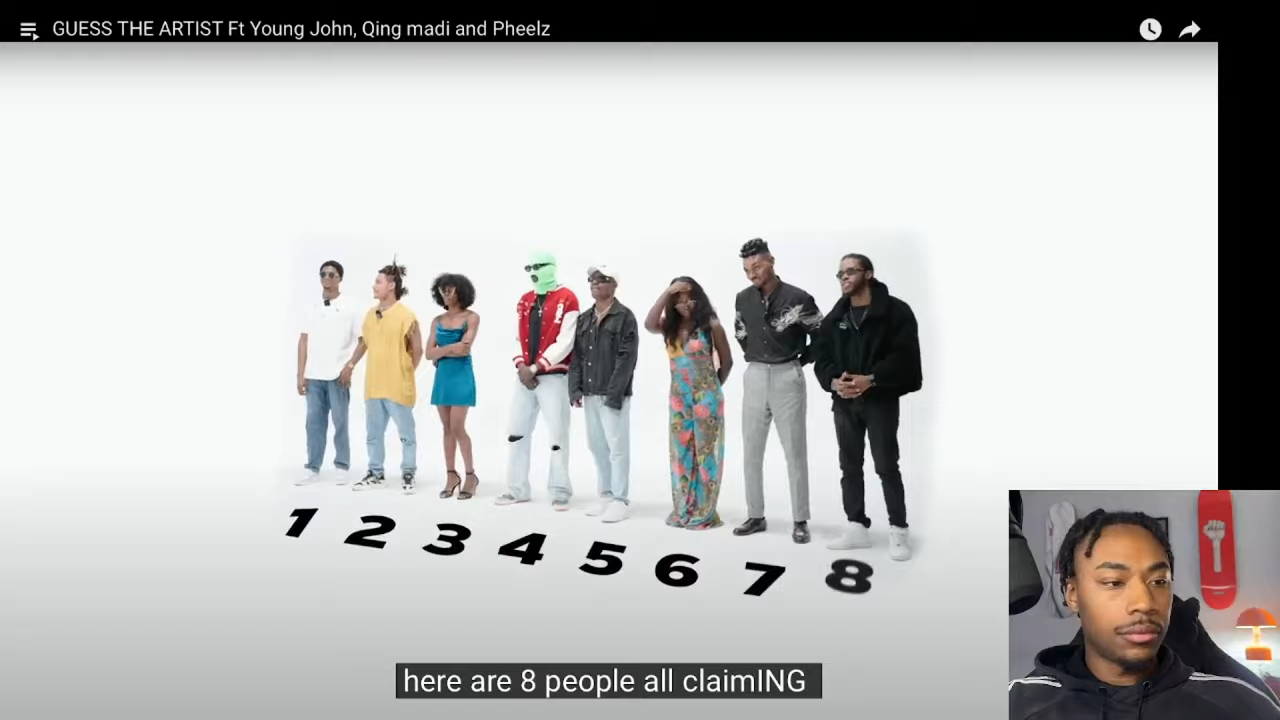 GUESS THE ARTIST Ft Young John, Qing madi and Pheelz
1 2 3 4 5 6 7 8
here are 8 people all claimING